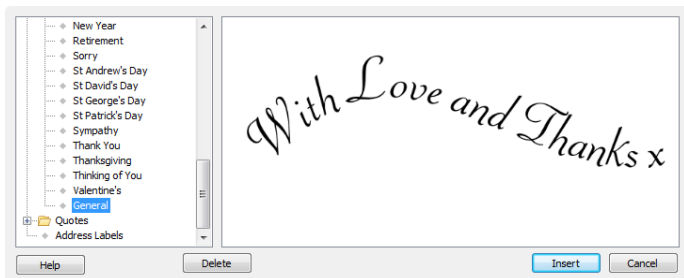 New Year
Retirement
Sorry
St Andrew's Day
St David's Day
St George's Day
St Patrick's Day
Sympathy
Thank You
Thanksgiving
Thinking of You
Valentine's
General
Quotes
Address Labels
With Love and Thanks x
Help
Delete
Insert
Cancel